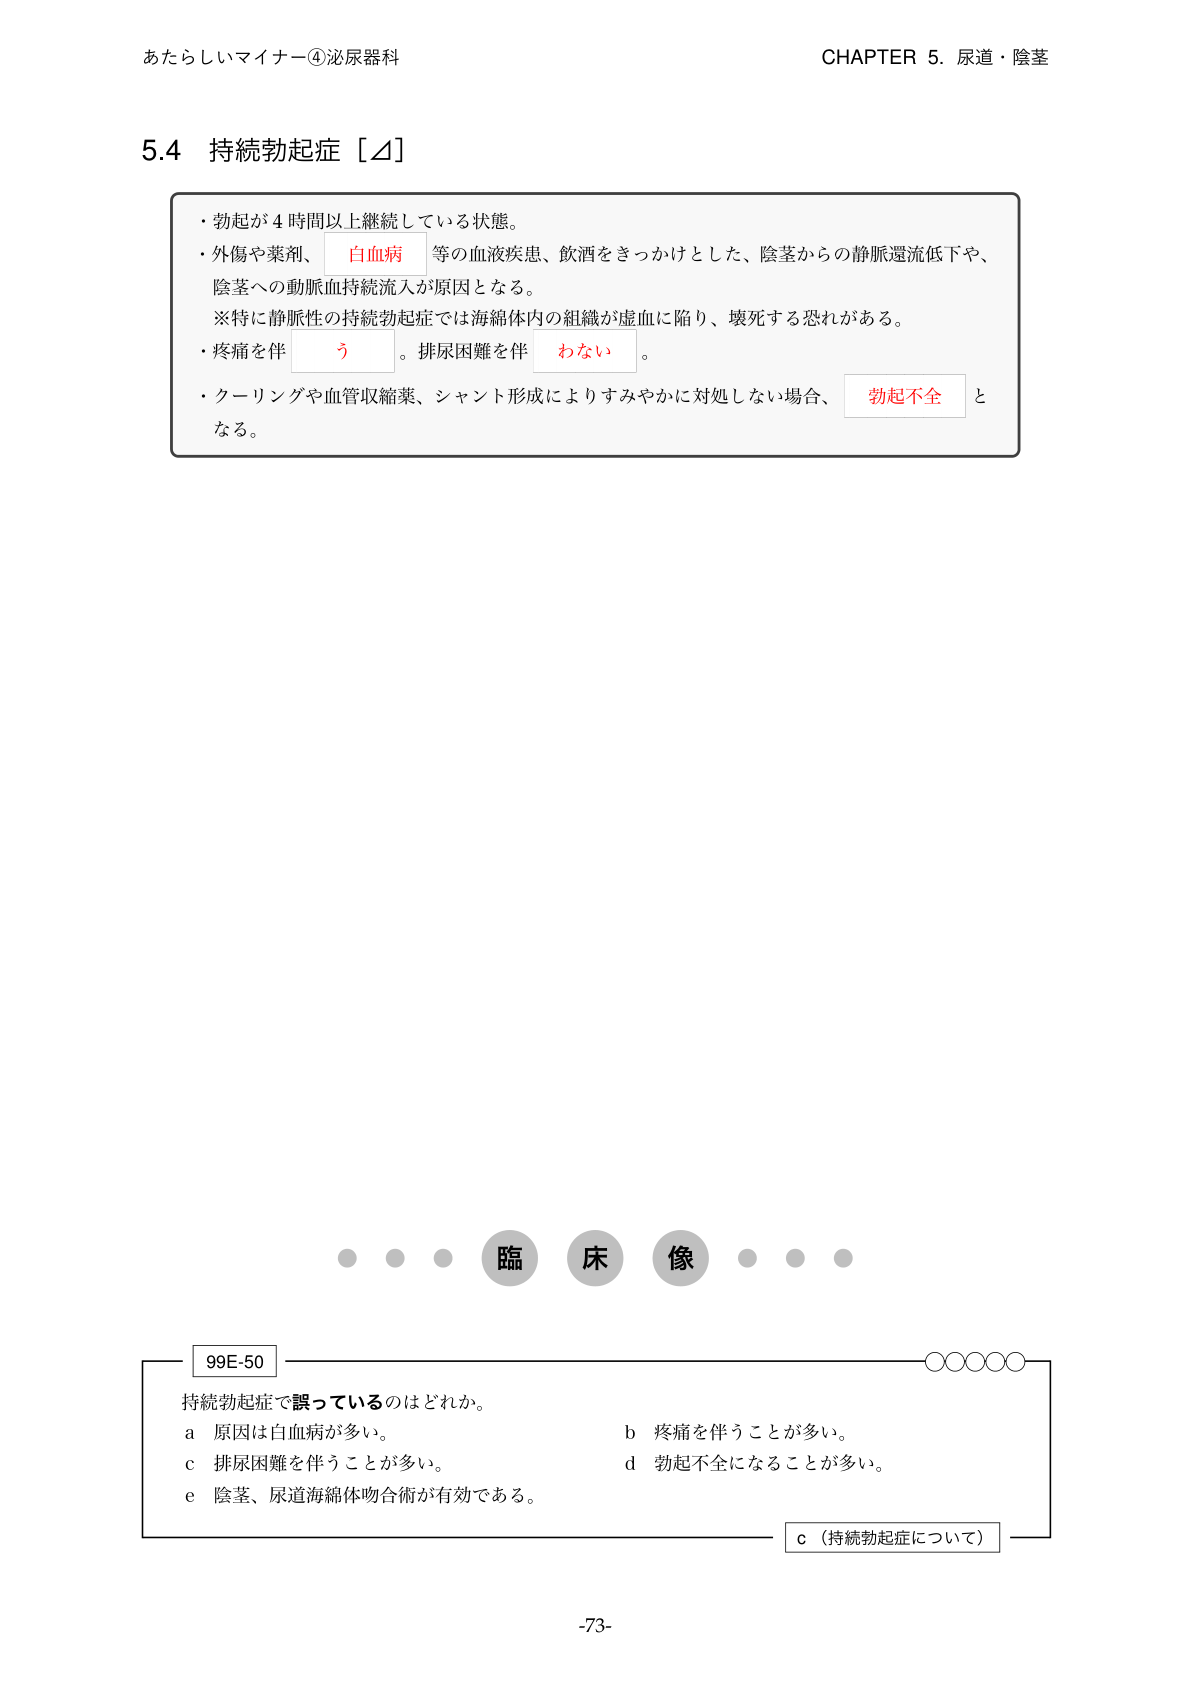 あたらしいマイナー④泌尿器科 CHAPTER 5. 尿道・陰茎
5.4 持続勃起症［⊿］
・勃起が 4 時間以上継続している状態。
・外傷や薬剤、 白血病 等の血液疾患、飲酒をきっかけとした、陰茎からの静脈還流低下や、
陰茎への動脈血持続流入が原因となる。
※特に静脈性の持続勃起症では海綿体内の組織が虚血に陥り、壊死する恐れがある。
・疼痛を伴 う 。排尿困難を伴 わない 。
・クーリングや血管収縮薬、シャント形成によりすみやかに対処しない場合、 勃起不全 と
なる。
臨床像
99E-50
持続勃起症で誤っているのはどれか。
a 原因は白血病が多い。 b 疼痛を伴うことが多い。
c 排尿困難を伴うことが多い。 d 勃起不全になることが多い。
e 陰茎、尿道海綿体吻合術が有効である。
c （持続勃起症について）
-73-